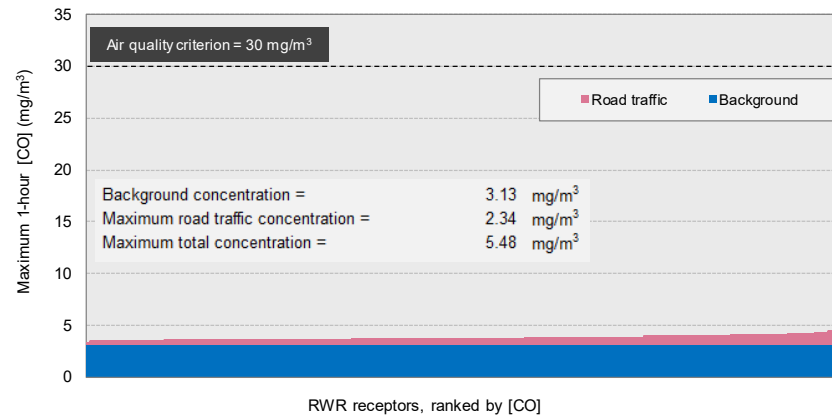 35
Air quality criterion = 30 mg/m³
30
Road traffic
Background
25
20
Background concentration = 3.13 mg/m³
Maximum road traffic concentration = 2.34 mg/m³
Maximum total concentration = 5.48 mg/m³
15
10
5
0
Maximum 1-hour [CO] (mg/m³)
RWR receptors, ranked by [CO]